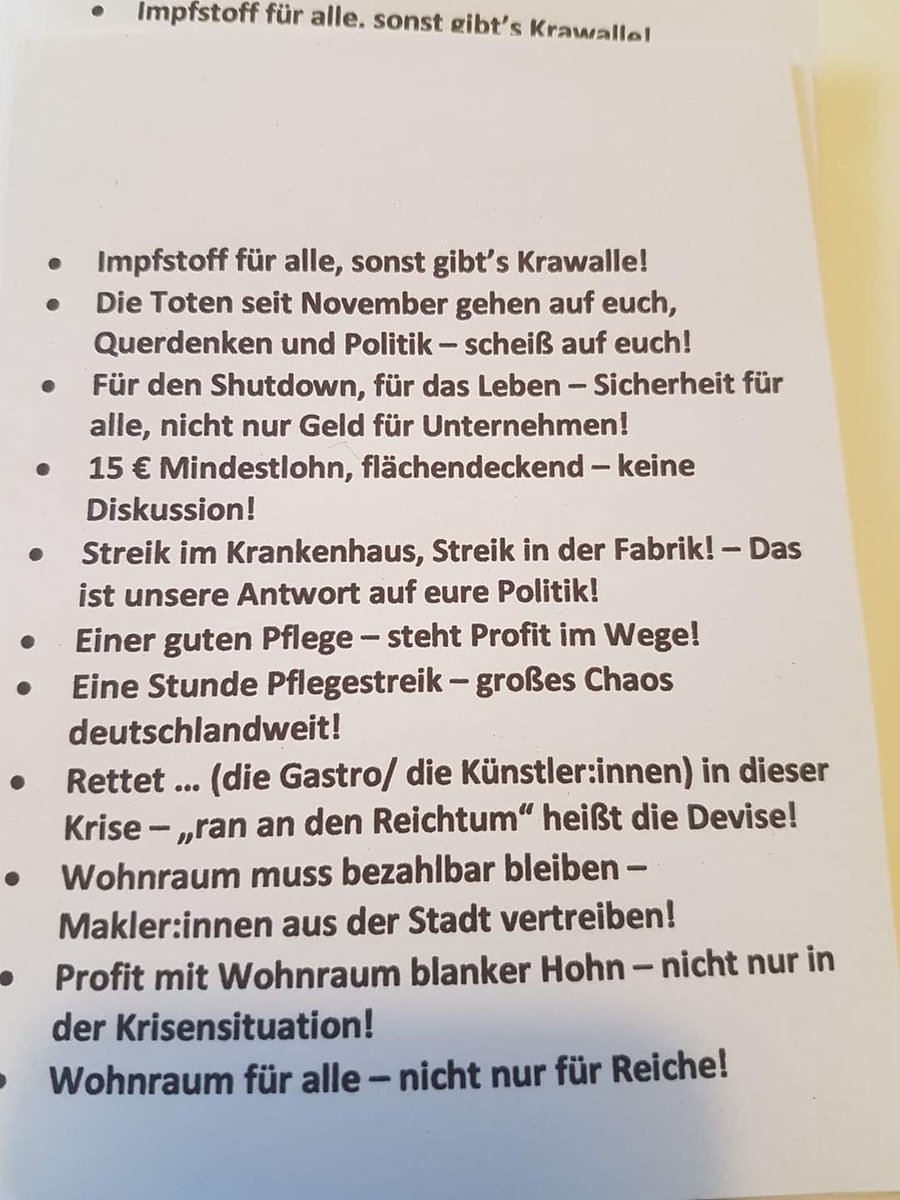 • Impfstoff für alle, sonst gibt's Krawalle!
• Impfstoff für alle, sonst gibt's Krawalle!
• Die Toten seit November gehen auf euch,
Querdenken und Politik – scheiß auf euch!
• Für den Shutdown, für das Leben – Sicherheit für
alle, nicht nur Geld für Unternehmen!
• 15 € Mindestlohn, flächendeckend – keine
Diskussion!
• Streik im Krankenhaus, Streik in der Fabrik! – Das
ist unsere Antwort auf eure Politik!
• Einer guten Pflege – steht Profit im Wege!
• Eine Stunde Pflegestreik – großes Chaos
deutschlandweit!
• Rettet ... (die Gastro/ die Künstler:innen) in dieser
Krise – „ran an den Reichtum“ heißt die Devise!
• Wohnraum muss bezahlbar bleiben –
Makler:innen aus der Stadt vertreiben!
• Profit mit Wohnraum blanker Hohn – nicht nur in
der Krisensituation!
• Wohnraum für alle – nicht nur für Reiche!